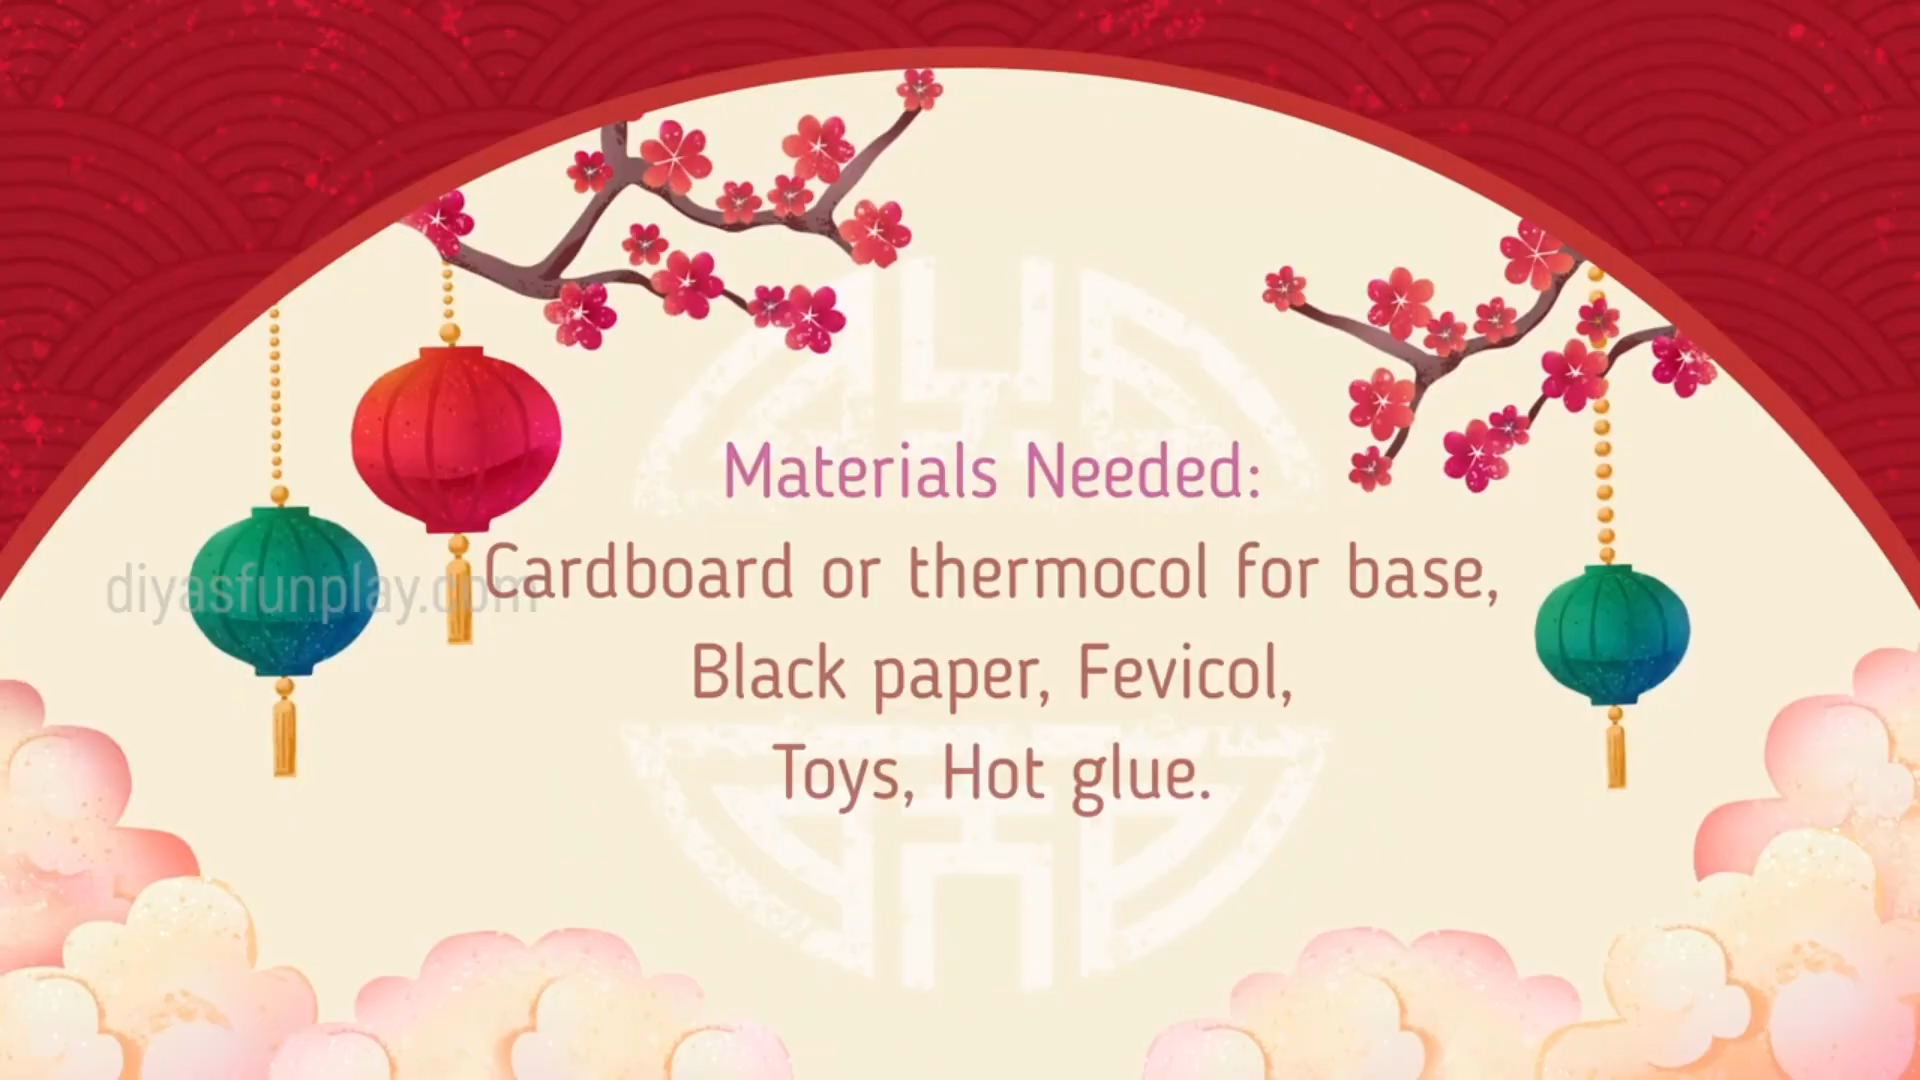 Materials Needed:
Cardboard or thermocol for base,
diyasfunplay.com
Black paper, Fevicol,
Toys, Hot glue.